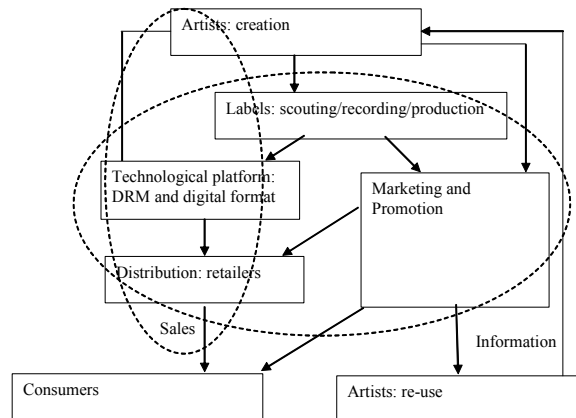 Artists: creation
Labels: scouting/recording/production
Technological platform:
DRM and digital format
Marketing and
Promotion
Distribution: retailers
Sales
Information
Consumers
Artists: re-use